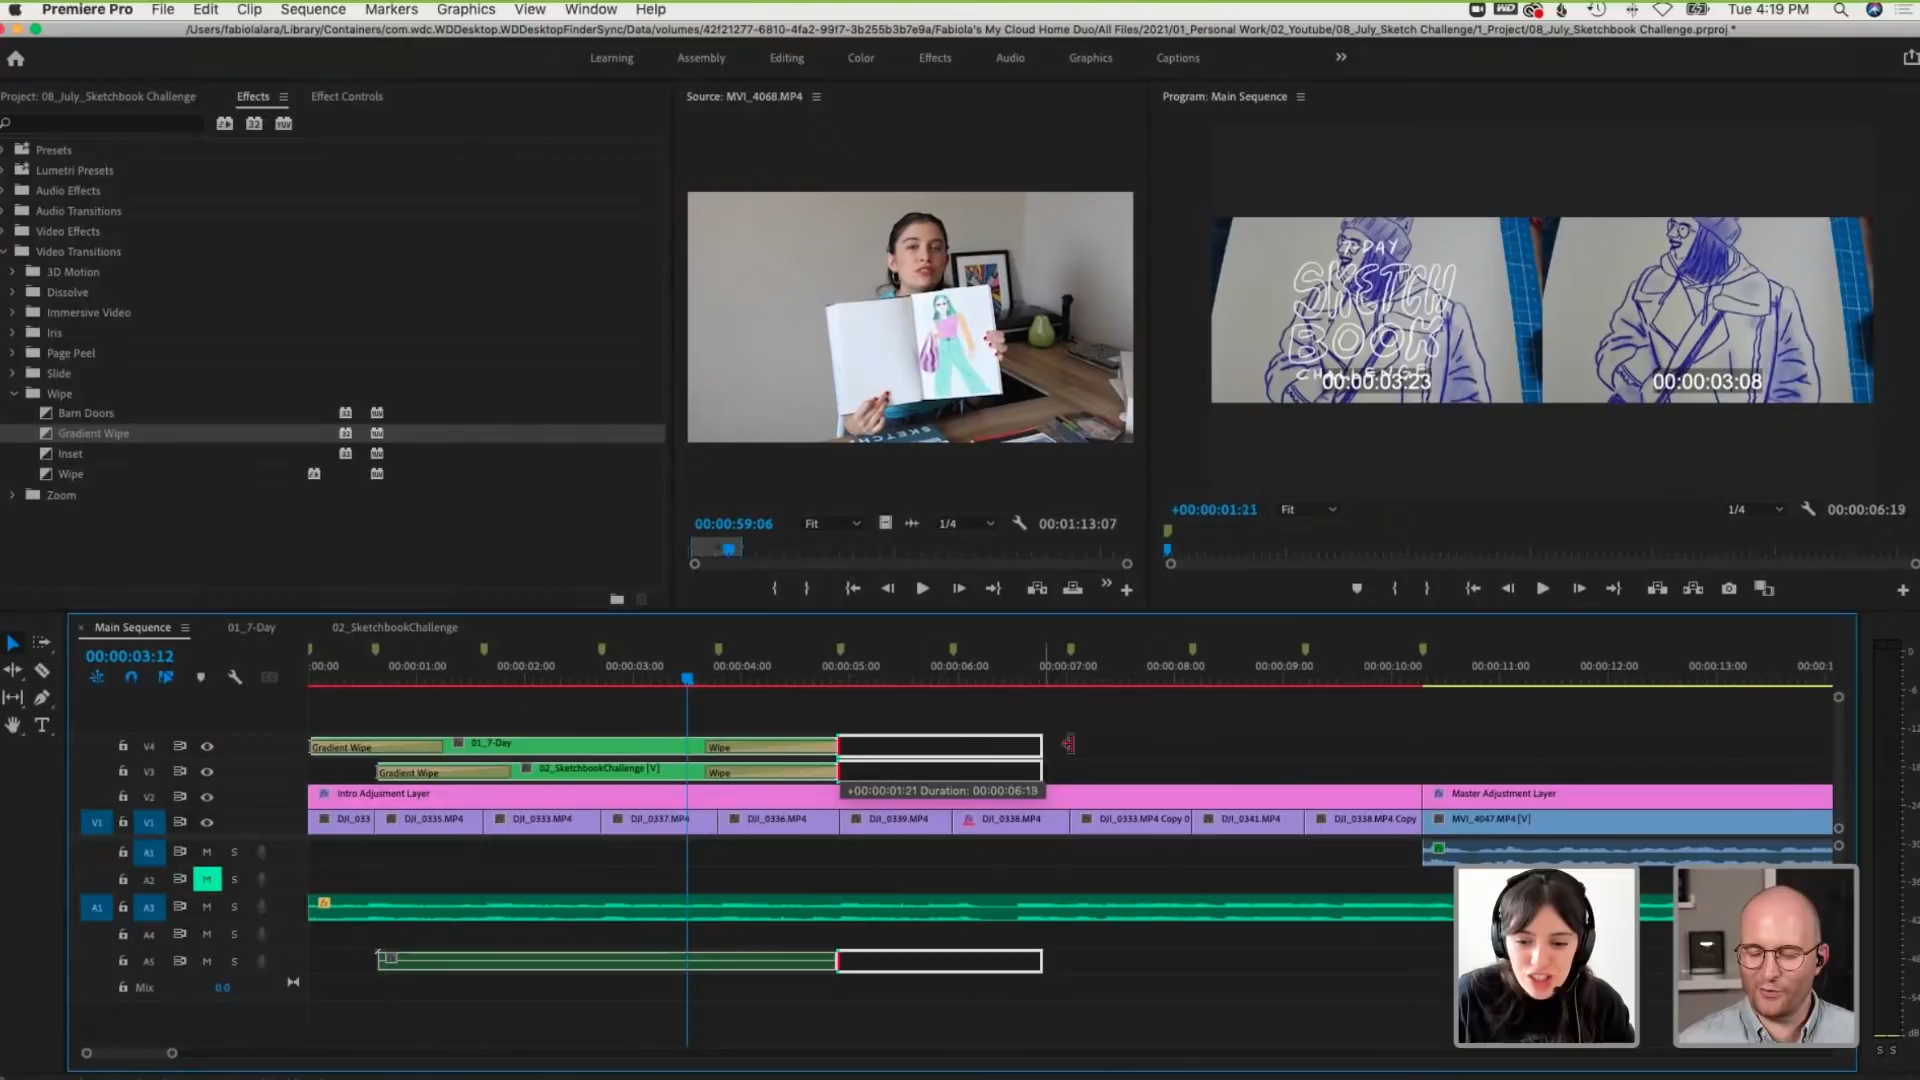 Premiere Pro File Edit Clip Sequence Markers Graphics View Window Help
Tue 4:19 PM
/Users/fabiolalara/Library/Containers/com.wdc.WDDesktop.WDDesktopFinderSync/Data/volumes/42f21277-6810-4fa2-99f7-3b255b3b7e9a/Fabiola's My Cloud Home Duo/All Files/2021/01_Personal Work/02_Youtube/08_July_Sketch Challenge/1_Project/08_July_Sketchbook Challenge.prproj *
Learning Assembly Editing Color Effects Audio Graphics Captions
Project: 08_July_Sketchbook Challenge Effects Effect Controls
Source: MVI_4068.MP4
Program: Main Sequence
Presets
Lumetri Presets
Audio Effects
Audio Transitions
Video Effects
Video Transitions
3D Motion
Dissolve
Immersive Video
Iris
Page Peel
Slide
Wipe
Barn Doors
Gradient Wipe
Inset
Wipe
Zoom
7-DAY
SKETCH
BOOK
CHALLENGE
00:00:03:23
00:00:03:08
SKETCH
00:00:59:06 Fit 1/4 00:01:13:07
+00:00:01:21 Fit 1/4 00:00:06:19
Main Sequence 01_7-Day 02_SketchbookChallenge
00:00:03:12
:00:00 00:00:01:00 00:00:02:00 00:00:03:00 00:00:04:00 00:00:05:00 00:00:06:00 00:00:07:00 00:00:08:00 00:00:09:00 00:00:10:00 00:00:11:00 00:00:12:00 00:00:13:00 00:00:1
V4 Gradient Wipe 01_7-Day Wipe
V3 Gradient Wipe 02_SketchbookChallenge [V] Wipe
+00:00:01:21 Duration: 00:00:06:19
V2 Intro Adjusment Layer Master Adjustment Layer
V1 V1 DJI_033 DJI_0335.MP4 DJI_0333.MP4 DJI_0337.MP4 DJI_0336.MP4 DJI_0339.MP4 DJI_0338.MP4 DJI_0333.MP4 Copy 0 DJI_0341.MP4 DJI_0338.MP4 Copy MVI_4047.MP4 [V]
A1 M S
A2 M S
A1 A3 M S
A4 M S
A5 M S
Mix 0.0
S S